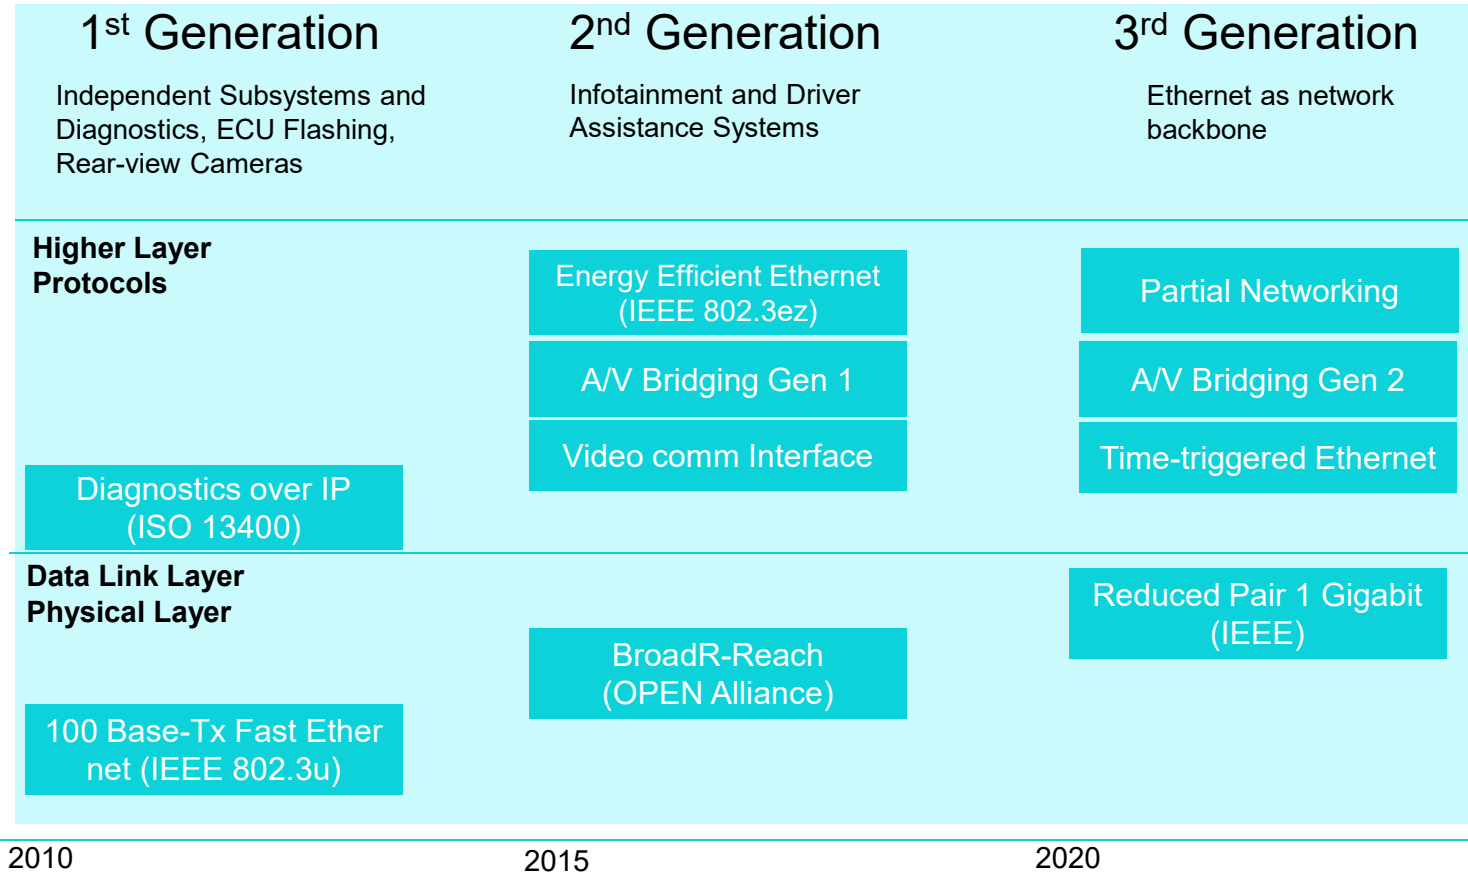 1st Generation
Independent Subsystems and
Diagnostics, ECU Flashing,
Rear-view Cameras
2nd Generation
Infotainment and Driver
Assistance Systems
3rd Generation
Ethernet as network
backbone
Higher Layer
Protocols
Diagnostics over IP
(ISO 13400)
Energy Efficient Ethernet
(IEEE 802.3ez)
A/V Bridging Gen 1
Video comm Interface
Partial Networking
A/V Bridging Gen 2
Time-triggered Ethernet
Data Link Layer
Physical Layer
100 Base-Tx Fast Ether
net (IEEE 802.3u)
BroadR-Reach
(OPEN Alliance)
Reduced Pair 1 Gigabit
(IEEE)
2010
2015
2020